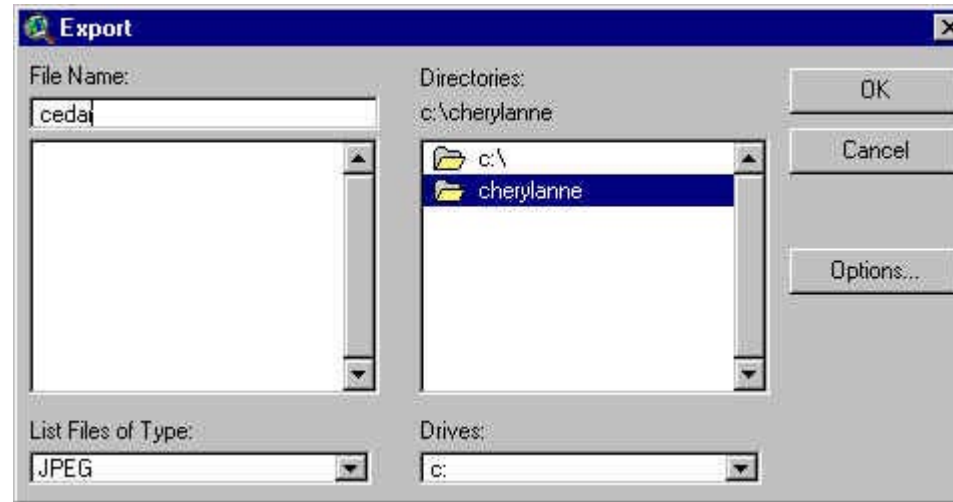 Export
File Name:
cedar
Directories:
c:\cherylanne
c:\
cherylanne
OK
Cancel
Options...
List Files of Type:
JPEG
Drives:
c: